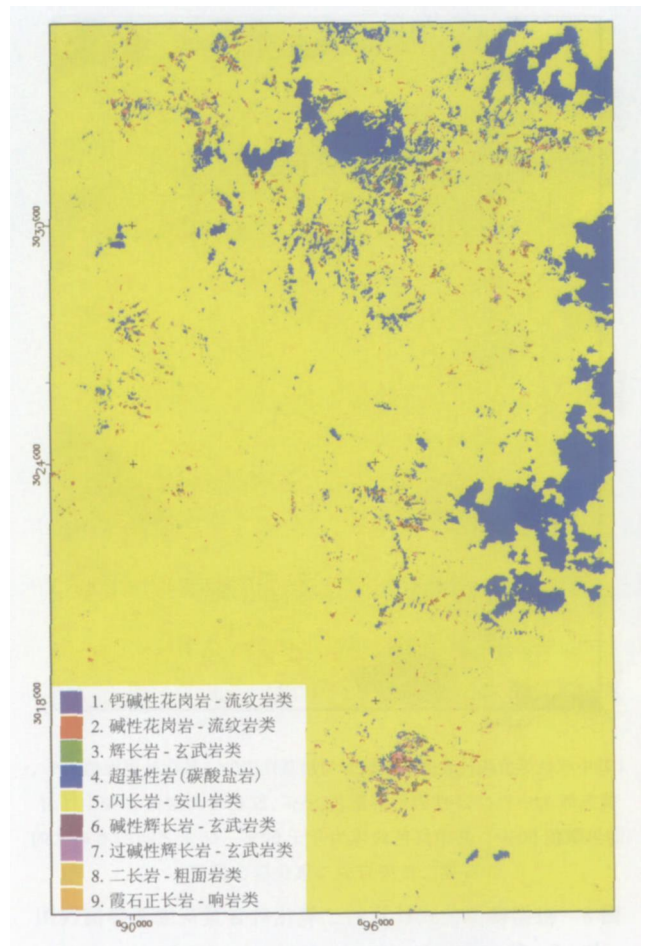 3030000
3024000
3018000
1. 钙碱性花岗岩 - 流纹岩类
2. 碱性花岗岩 - 流纹岩类
3. 辉长岩 - 玄武岩类
4. 超基性岩（碳酸盐岩）
5. 闪长岩 - 安山岩类
6. 碱性辉长岩 - 玄武岩类
7. 过碱性辉长岩 - 玄武岩类
8. 二长岩 - 粗面岩类
9. 霞石正长岩 - 响岩类
690000
696000